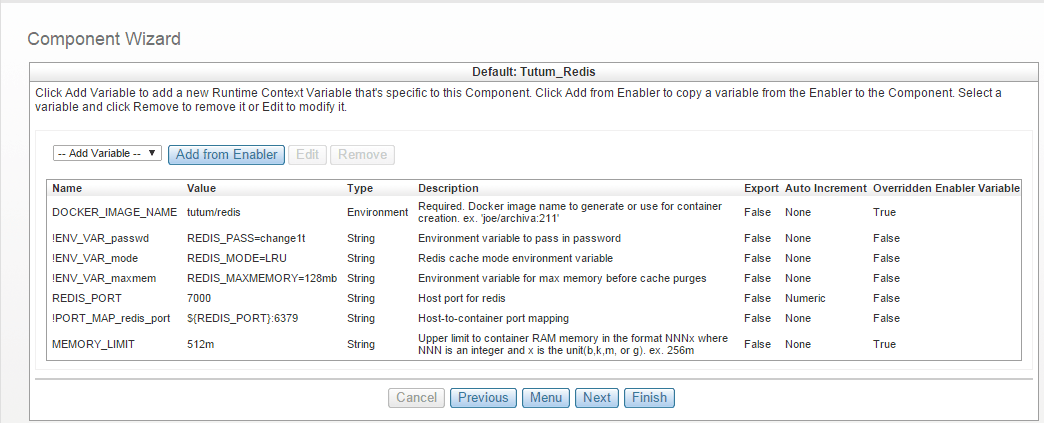 Component Wizard
Default: Tutum_Redis
Click Add Variable to add a new Runtime Context Variable that's specific to this Component. Click Add from Enabler to copy a variable from the Enabler to the Component. Select a
variable and click Remove to remove it or Edit to modify it.
-- Add Variable -- ▼ Add from Enabler Edit Remove
Name Value Type Description Export Auto Increment Overridden Enabler Variable
DOCKER_IMAGE_NAME tutum/redis Environment Required. Docker image name to generate or use for container
creation. ex. 'joe/archiva:211' False None True
!ENV_VAR_passwd REDIS_PASS=change1t String Environment variable to pass in password False None False
!ENV_VAR_mode REDIS_MODE=LRU String Redis cache mode environment variable False None False
!ENV_VAR_maxmem REDIS_MAXMEMORY=128mb String Environment variable for max memory before cache purges False None False
REDIS_PORT 7000 String Host port for redis False Numeric False
!PORT_MAP_redis_port ${REDIS_PORT}:6379 String Host-to-container port mapping False None False
MEMORY_LIMIT 512m String Upper limit to container RAM memory in the format NNNx where
NNN is an integer and x is the unit(b,k,m, or g). ex. 256m False None True
Cancel Previous Menu Next Finish